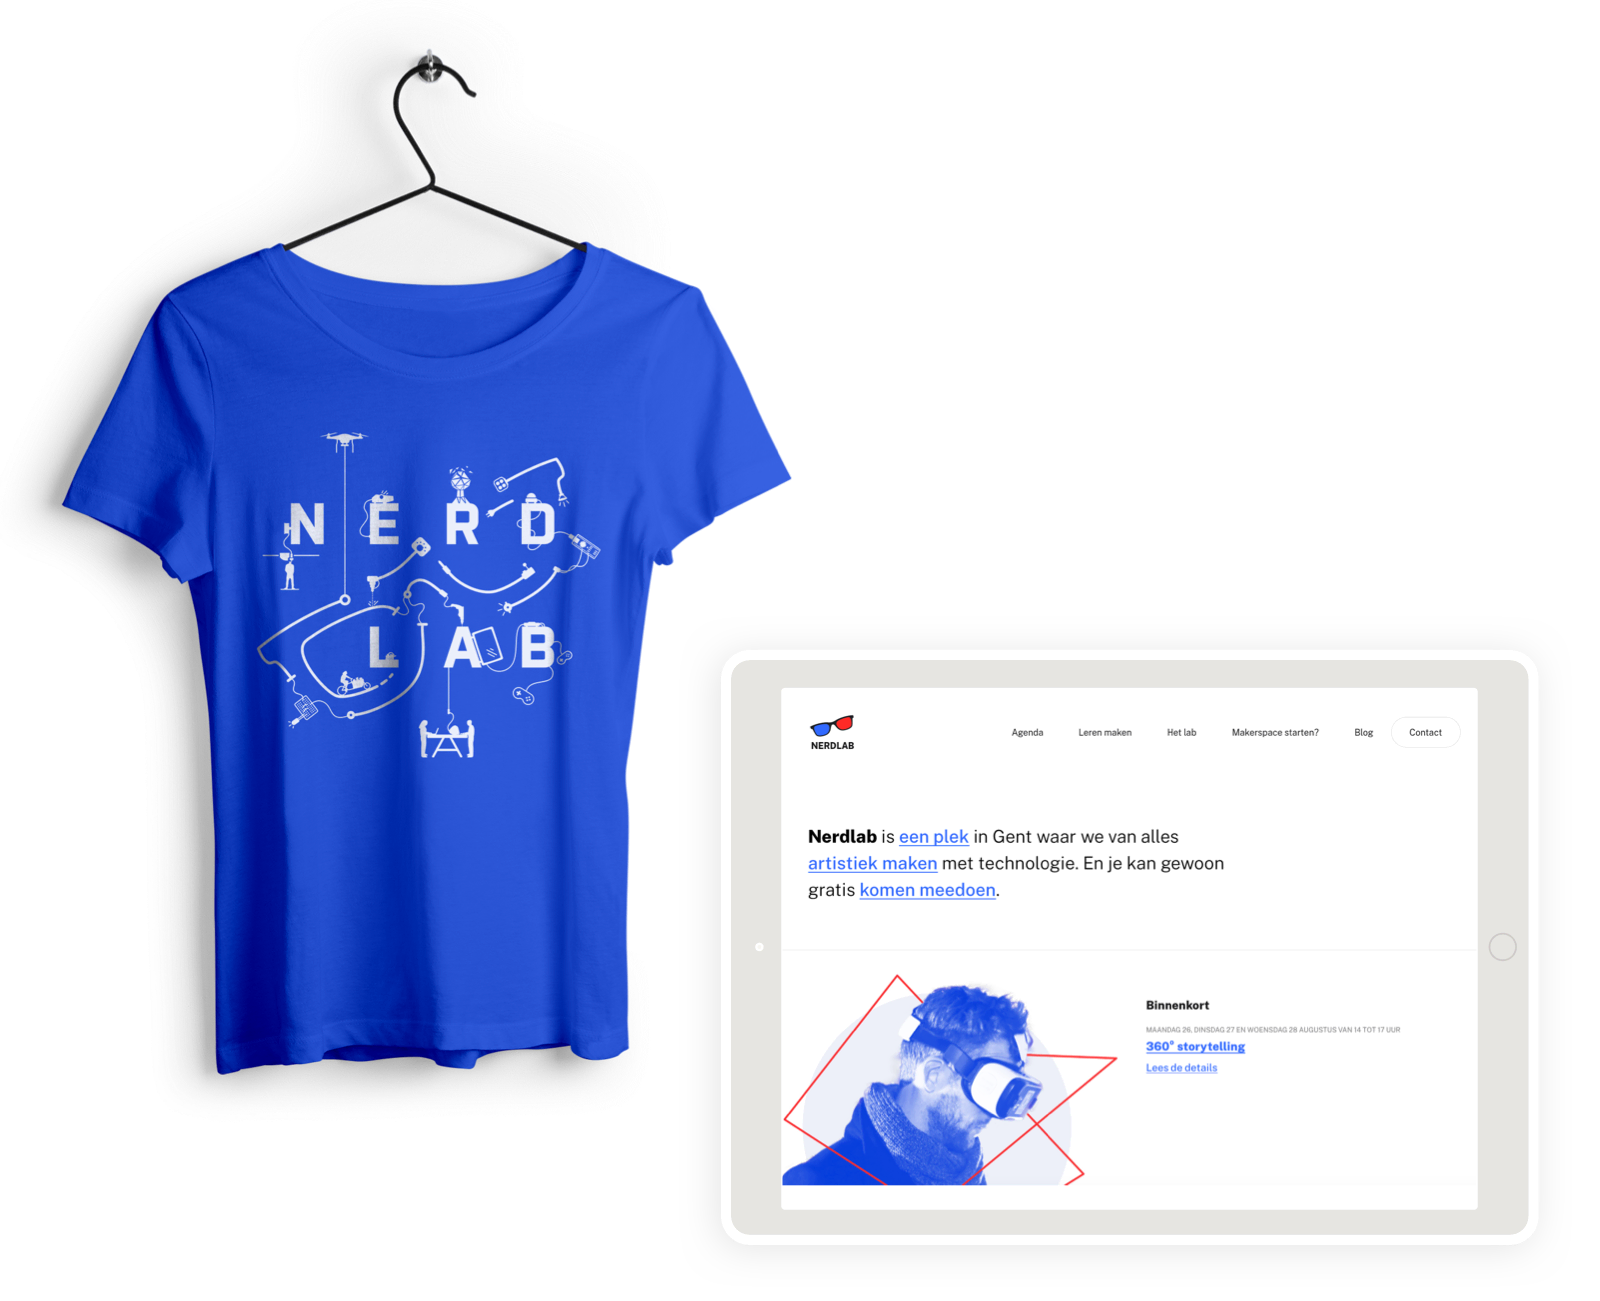 NERD
LAB
NERDLAB
Agenda
Leren maken
Het lab
Makerspace starten?
Blog
Contact
Nerdlab is een plek in Gent waar we van alles
artistiek maken met technologie. En je kan gewoon
gratis komen meedoen.
Binnenkort
MAANDAG 26, DINSDAG 27 EN WOENSDAG 28 AUGUSTUS VAN 14 TOT 17 UUR
360° storytelling
Lees de details